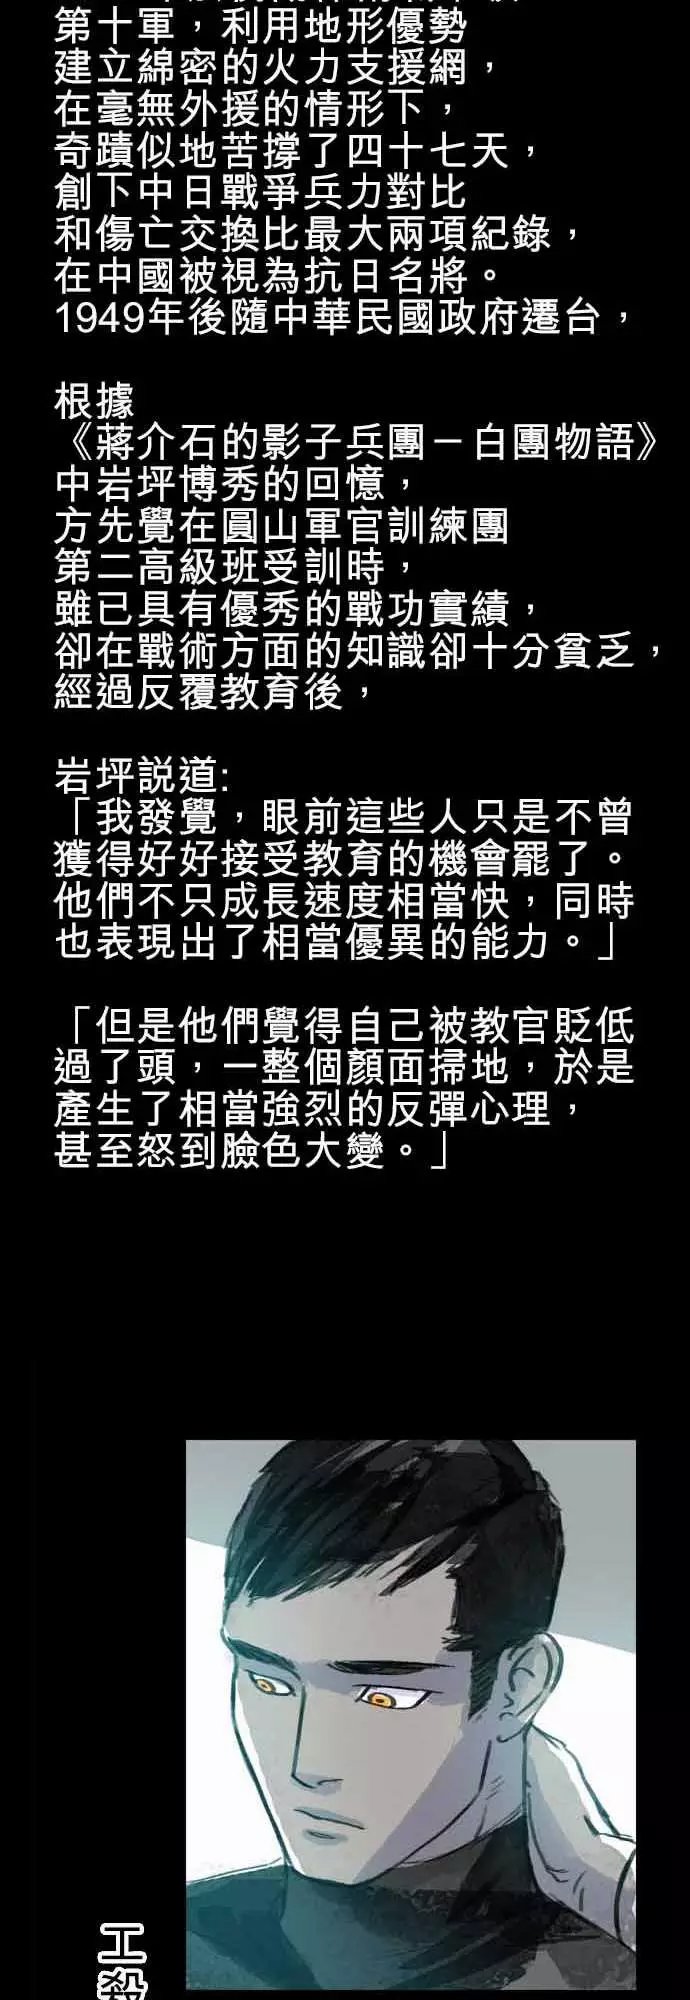 第十軍，利用地形優勢
建立綿密的火力支援網，
在毫無外援的情形下，
奇蹟似地苦撐了四十七天，
創下中日戰爭兵力對比
和傷亡交換比最大兩項紀錄，
在中國被視為抗日名將。
1949年後隨中華民國政府遷台，
根據
《蔣介石的影子兵團－白團物語》
中岩坪博秀的回憶，
方先覺在圓山軍官訓練團
第二高級班受訓時，
雖已具有優秀的戰功實績，
卻在戰術方面的知識卻十分貧乏，
經過反覆教育後，
岩坪説道:
「我發覺，眼前這些人只是不曾
獲得好好接受教育的機會罷了。
他們不只成長速度相當快，同時
也表現出了相當優異的能力。」
「但是他們覺得自己被教官貶低
過了頭，一整個顏面掃地，於是
產生了相當強烈的反彈心理，
甚至怒到臉色大變。」
工